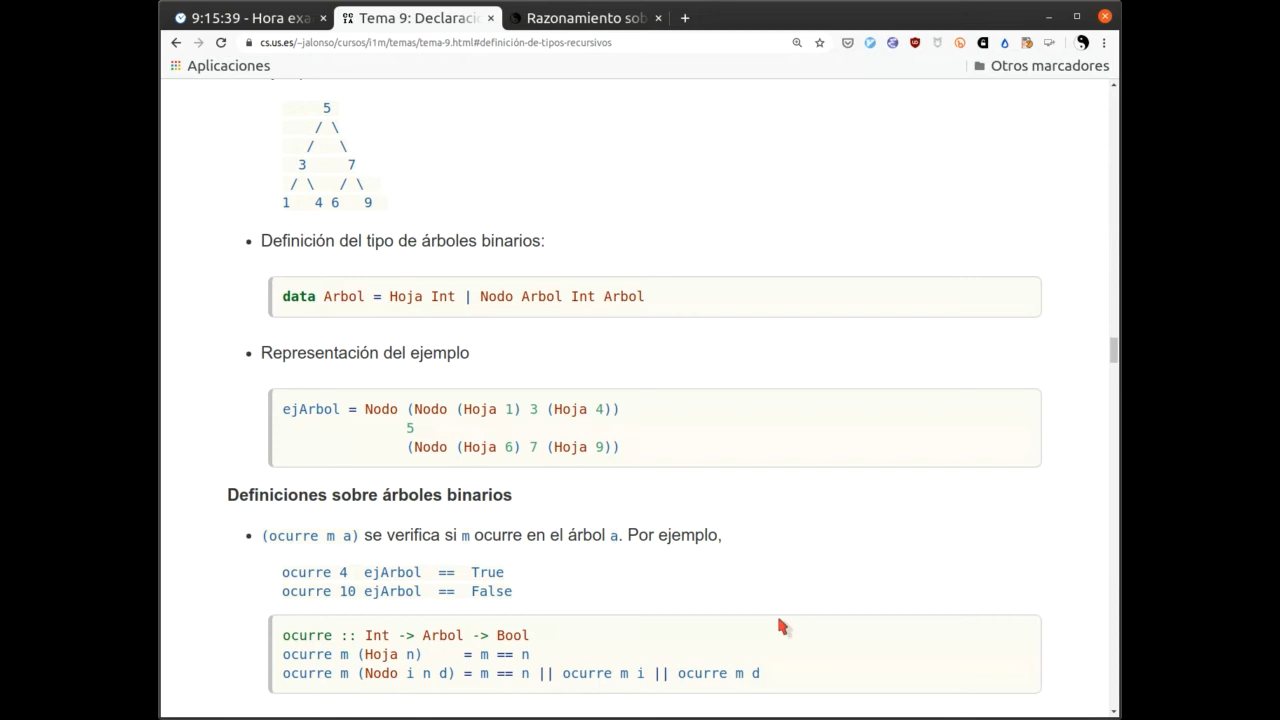 9:15:39 - Hora exa
Tema 9: Declaraci
Razonamiento sob
cs.us.es/~jalonso/cursos/i1m/temas/tema-9.html#definición-de-tipos-recursivos
Aplicaciones
Otros marcadores
5
/ \
/ \
3 7
/ \ / \
1 4 6 9
• Definición del tipo de árboles binarios:
data Arbol = Hoja Int | Nodo Arbol Int Arbol
• Representación del ejemplo
ejArbol = Nodo (Nodo (Hoja 1) 3 (Hoja 4))
5
(Nodo (Hoja 6) 7 (Hoja 9))
Definiciones sobre árboles binarios
• (ocurre m a) se verifica si m ocurre en el árbol a. Por ejemplo,
ocurre 4 ejArbol == True
ocurre 10 ejArbol == False
ocurre :: Int -> Arbol -> Bool
ocurre m (Hoja n) = m == n
ocurre m (Nodo i n d) = m == n || ocurre m i || ocurre m d